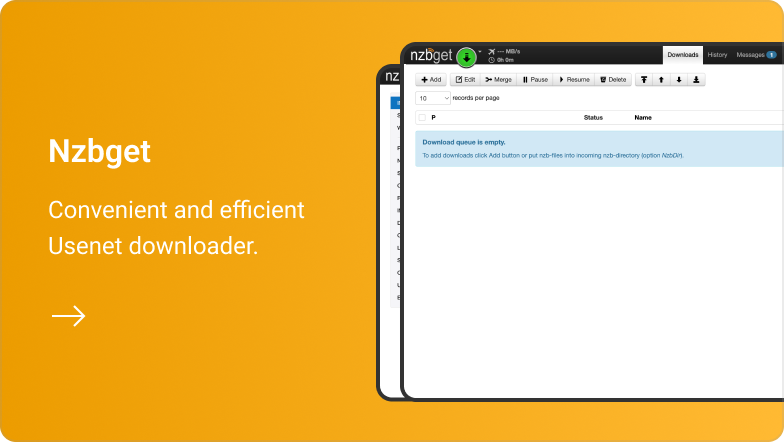 Nzbget
Convenient and efficient
Usenet downloader.
nz
nzbget
--- MB/s
0h 0m
Downloads History Messages 1
Add Edit Merge Pause Resume Delete
10 records per page
P Status Name
Download queue is empty.
To add downloads click Add button or put nzb-files into incoming nzb-directory (option NzbDir).